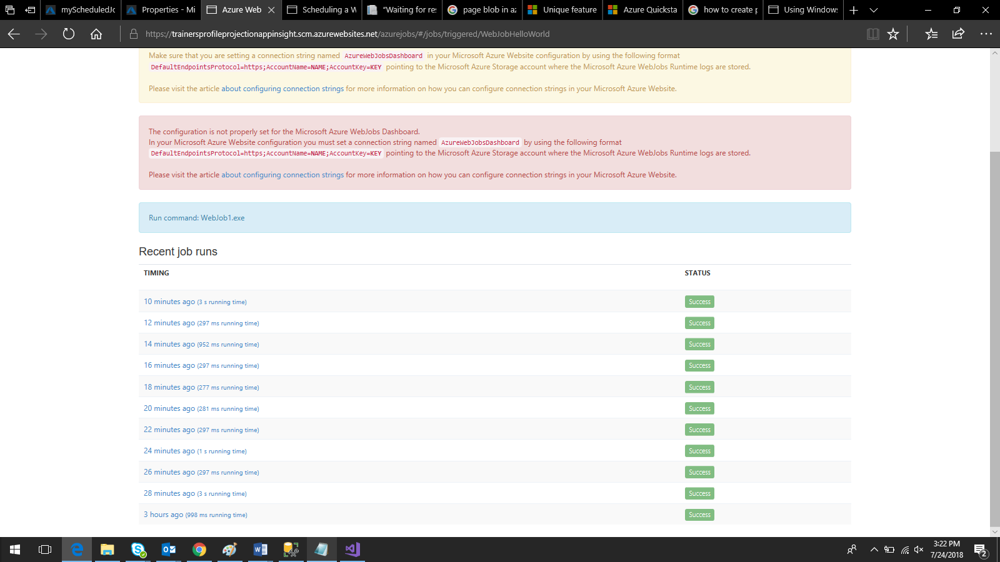 myScheduledJo
Properties - Mi
Azure Web
Scheduling a W
"Waiting for res
page blob in az
Unique feature
Azure Quicksta
how to create p
Using Windows
https://trainersprofileprojectionappinsight.scm.azurewebsites.net/azurejobs/#/jobs/triggered/WebJobHelloWorld
Make sure that you are setting a connection string named AzureWebJobsDashboard in your Microsoft Azure Website configuration by using the following format
DefaultEndpointsProtocol=https;AccountName=NAME;AccountKey=KEY pointing to the Microsoft Azure Storage account where the Microsoft Azure WebJobs Runtime logs are stored.
Please visit the article about configuring connection strings for more information on how you can configure connection strings in your Microsoft Azure Website.
The configuration is not properly set for the Microsoft Azure WebJobs Dashboard.
In your Microsoft Azure Website configuration you must set a connection string named AzureWebJobsDashboard by using the following format
DefaultEndpointsProtocol=https;AccountName=NAME;AccountKey=KEY pointing to the Microsoft Azure Storage account where the Microsoft Azure WebJobs Runtime logs are stored.
Please visit the article about configuring connection strings for more information on how you can configure connection strings in your Microsoft Azure Website.
Run command: WebJob1.exe
Recent job runs
TIMING STATUS
10 minutes ago (3 s running time) Success
12 minutes ago (297 ms running time) Success
14 minutes ago (952 ms running time) Success
16 minutes ago (297 ms running time) Success
18 minutes ago (277 ms running time) Success
20 minutes ago (281 ms running time) Success
22 minutes ago (297 ms running time) Success
24 minutes ago (1 s running time) Success
26 minutes ago (297 ms running time) Success
28 minutes ago (3 s running time) Success
3 hours ago (998 ms running time) Success
3:22 PM
7/24/2018
2